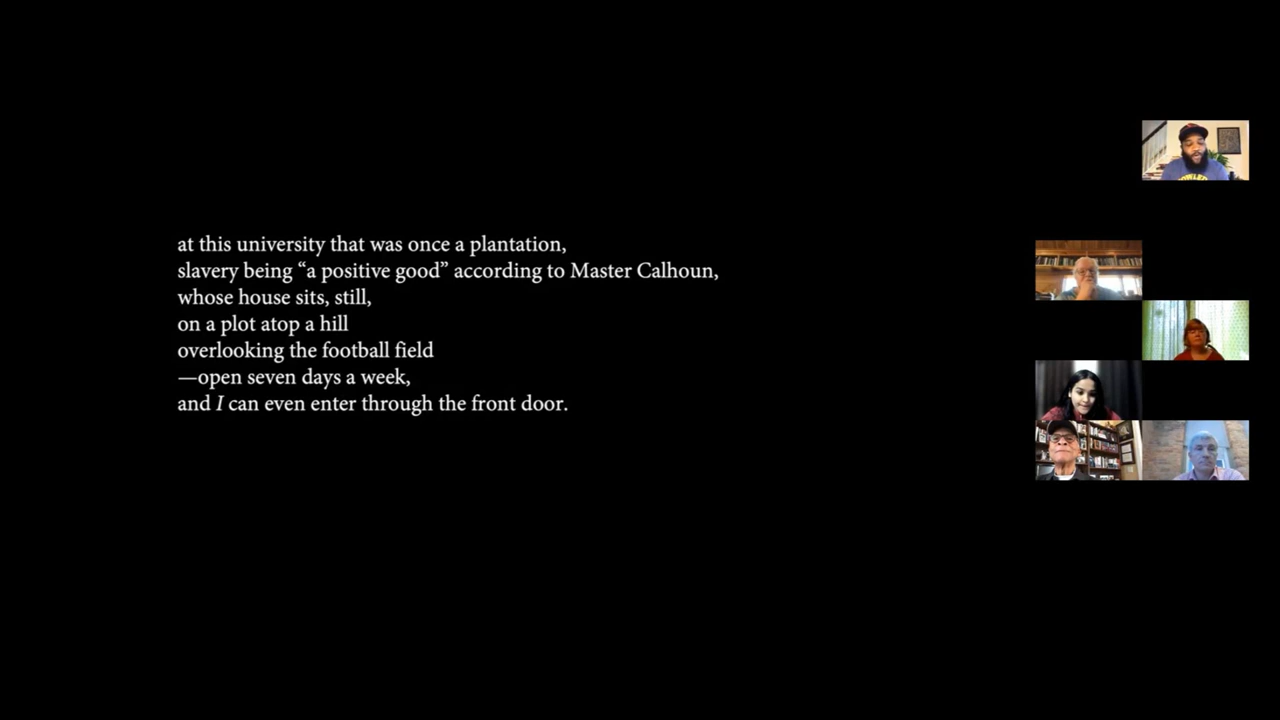 at this university that was once a plantation,
slavery being “a positive good” according to Master Calhoun,
whose house sits, still,
on a plot atop a hill
overlooking the football field
—open seven days a week,
and I can even enter through the front door.